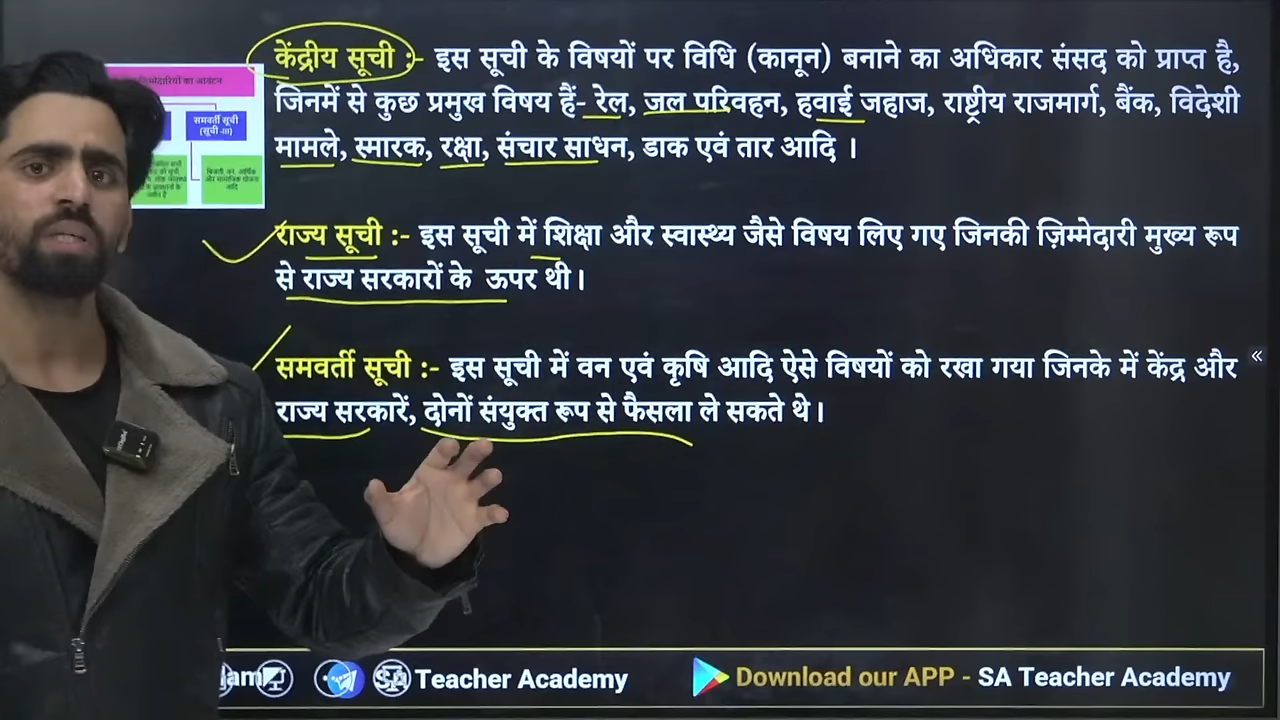 केंद्रीय सूची :- इस सूची के विषयों पर विधि (कानून) बनाने का अधिकार संसद को प्राप्त है,
जिनमें से कुछ प्रमुख विषय हैं- रेल, जल परिवहन, हवाई जहाज, राष्ट्रीय राजमार्ग, बैंक, विदेशी
मामले, स्मारक, रक्षा, संचार साधन, डाक एवं तार आदि ।
समवर्ती सूची
(सूची -III)
राज्य सूची :- इस सूची में शिक्षा और स्वास्थ्य जैसे विषय लिए गए जिनकी ज़िम्मेदारी मुख्य रूप
से राज्य सरकारों के ऊपर थी।
समवर्ती सूची :- इस सूची में वन एवं कृषि आदि ऐसे विषयों को रखा गया जिनके में केंद्र और
राज्य सरकारें, दोनों संयुक्त रूप से फैसला ले सकते थे।
Teacher Academy
Download our APP - SA Teacher Academy